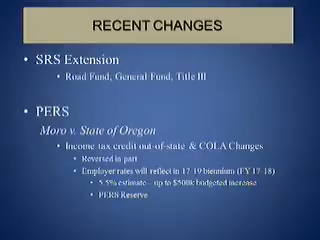 RECENT CHANGES
• SRS Extension
• Road Fund, General Fund, Title III
• PERS
Moro v. State of Oregon
• Income tax credit out-of-state & COLA Changes
• Reversed in part
• Employer rates will reflect in 17-19 biennium (FY 17-18)
• 5.5% estimate – up to $500k budgeted increase
• PERS Reserve